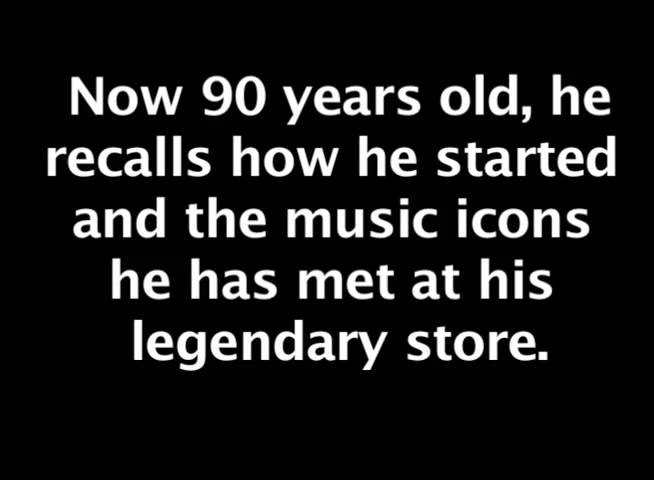 Now 90 years old, he
recalls how he started
and the music icons
he has met at his
legendary store.